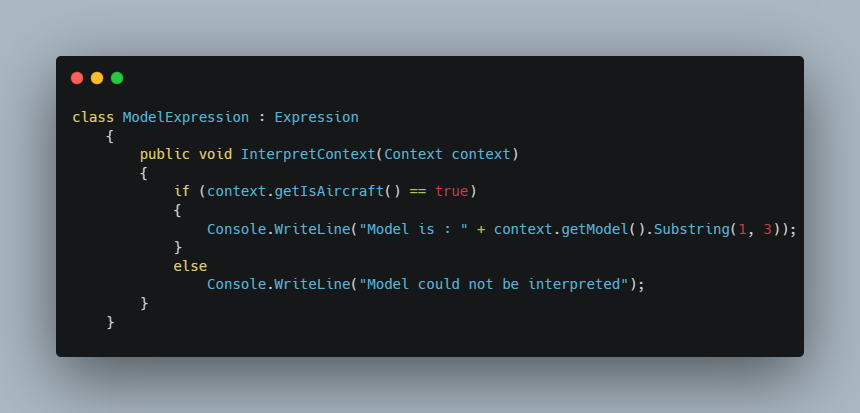 class ModelExpression : Expression
    {
        public void InterpretContext(Context context)
        {
            if (context.getIsAircraft() == true)
            {
                Console.WriteLine("Model is : " + context.getModel().Substring(1, 3));
            }
            else
                Console.WriteLine("Model could not be interpreted");
        }
    }